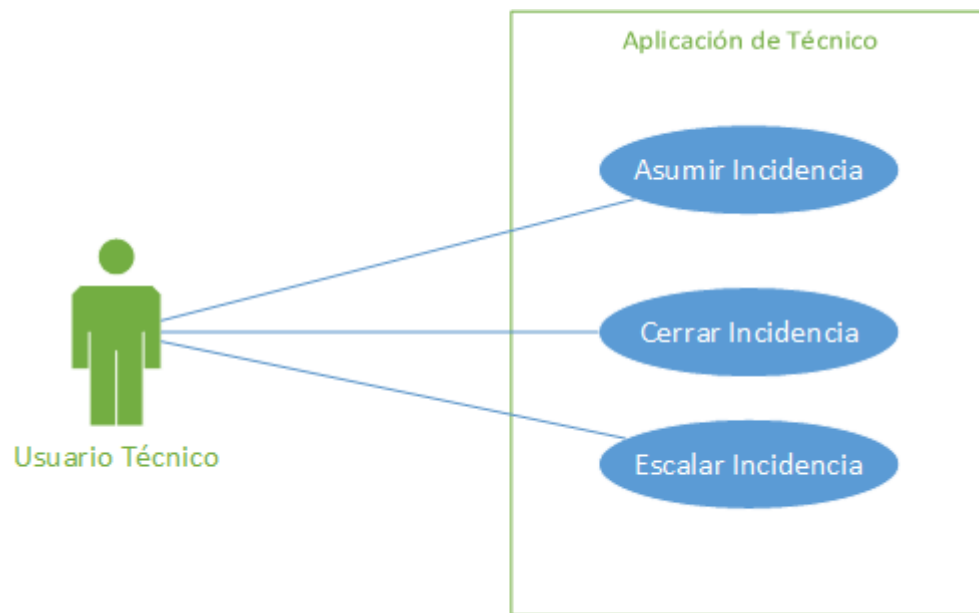 Aplicación de Técnico
Asumir Incidencia
Cerrar Incidencia
Escalar Incidencia
Usuario Técnico